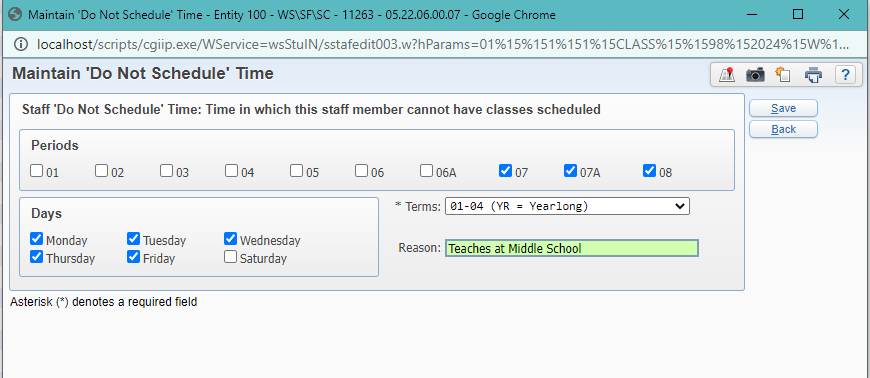 Maintain 'Do Not Schedule' Time - Entity 100 - WS\SF\SC - 11263 - 05.22.06.00.07 - Google Chrome
localhost/scripts/cgiip.exe/WService=wsStuIN/sstafedit003.w?hParams=01%15%151%151%15CLASS%15%1598%152024%15W%1...
Maintain 'Do Not Schedule' Time
?
Staff 'Do Not Schedule' Time: Time in which this staff member cannot have classes scheduled
Save
Back
Periods
01 02 03 04 05 06 06A 07 07A 08
Days
* Terms: 01-04 (YR = Yearlong)
Monday Tuesday Wednesday
Thursday Friday Saturday
Reason: Teaches at Middle School
Asterisk (*) denotes a required field